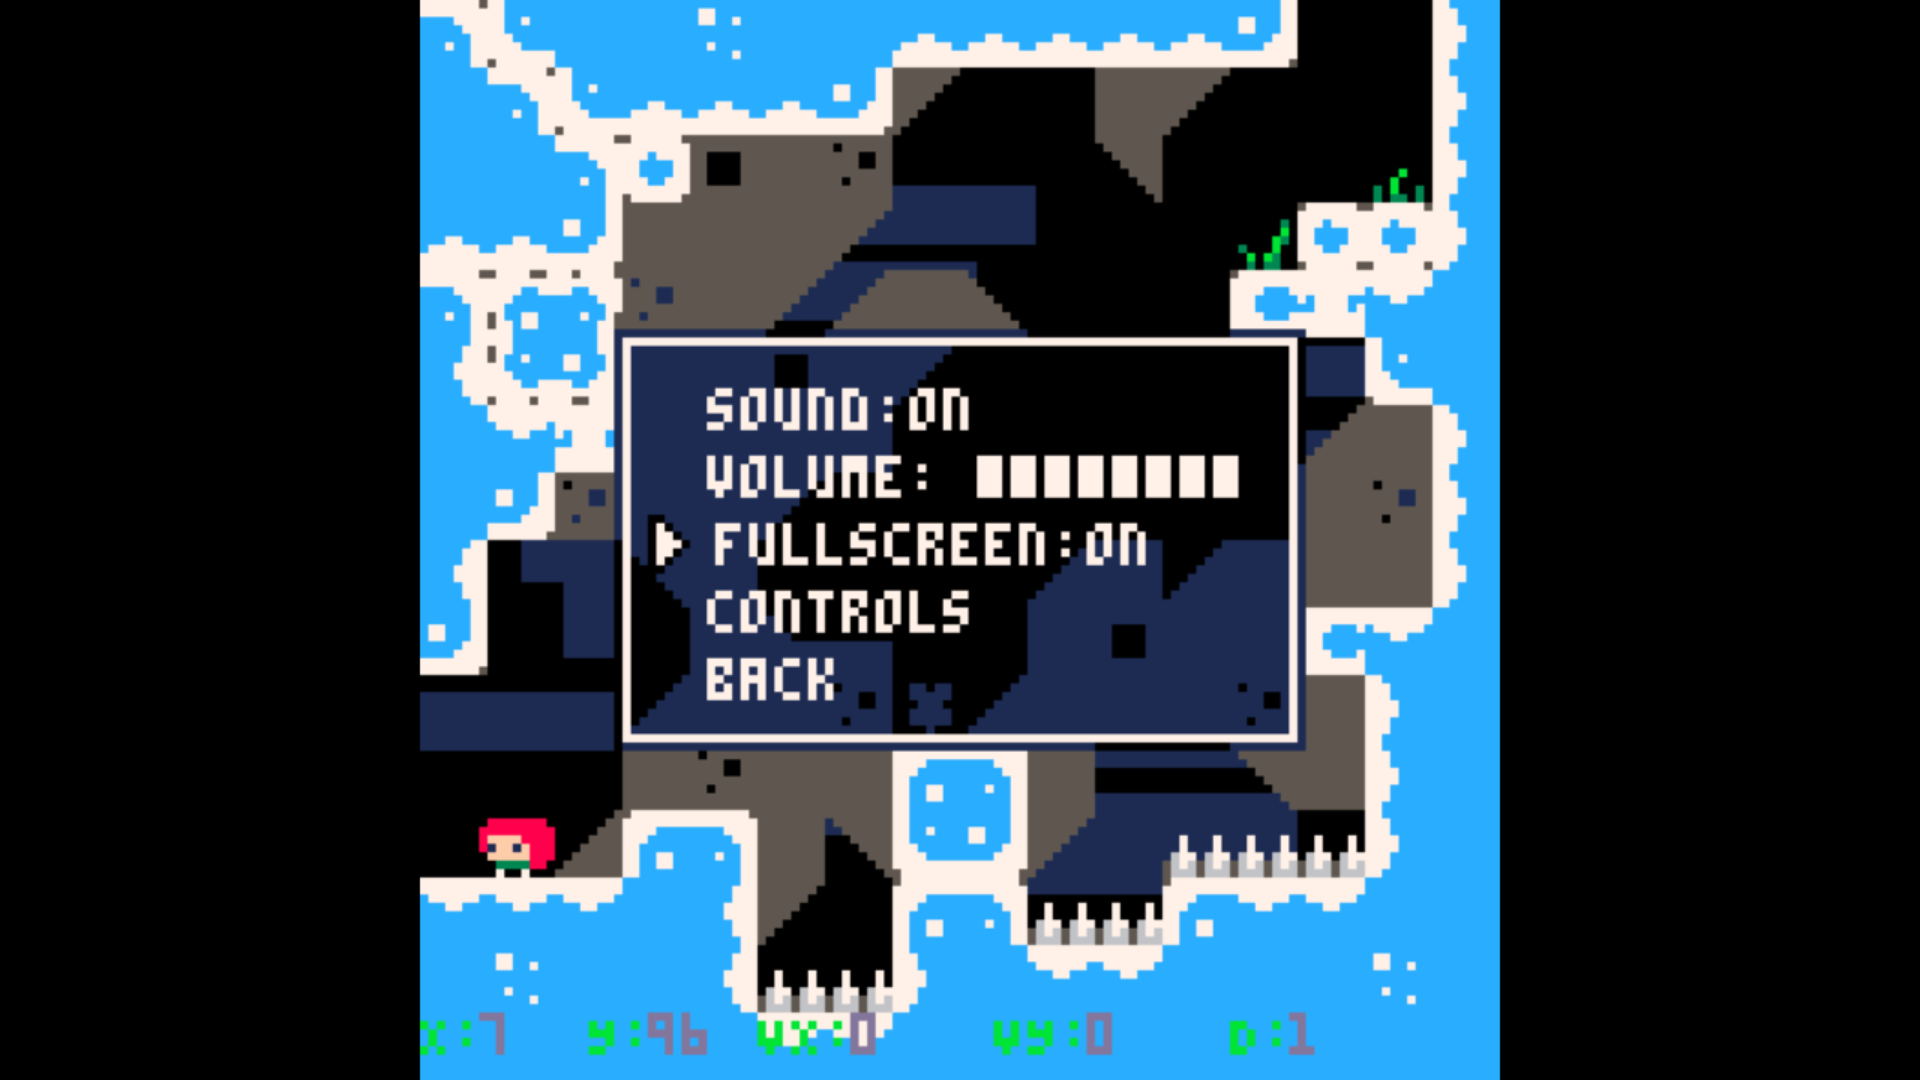 SOUND:ON
VOLUME:
FULLSCREEN:ON
CONTROLS
BACK
X:7 Y:96 VX:0 VY:0 D:1